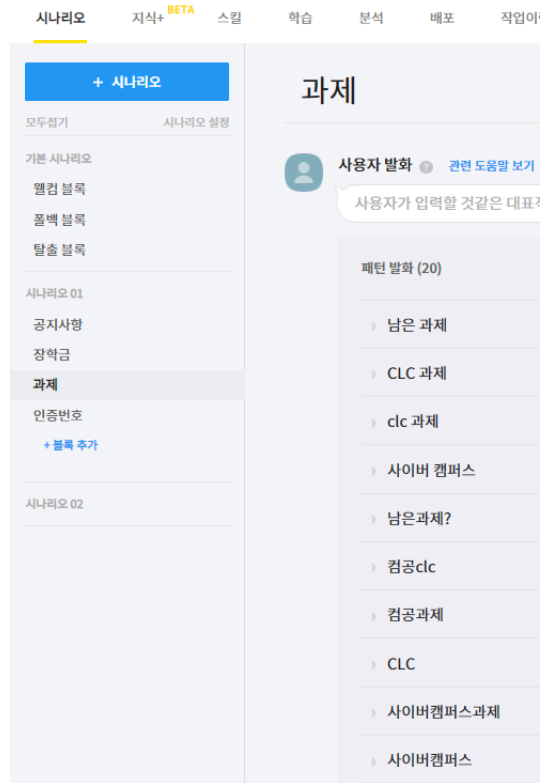 시나리오 지식+ BETA 스킬 학습 분석 배포 작업이
+ 시나리오
모두접기 시나리오 설정
기본 시나리오
웰컴 블록
폴백 블록
탈출 블록
시나리오 01
공지사항
장학금
과제
인증번호
+ 블록 추가
시나리오 02
과제
사용자 발화 ? 관련 도움말 보기
사용자가 입력할 것같은 대표적
패턴 발화 (20)
남은 과제
CLC 과제
clc 과제
사이버 캠퍼스
남은과제?
컴공clc
컴공과제
CLC
사이버캠퍼스과제
사이버캠퍼스